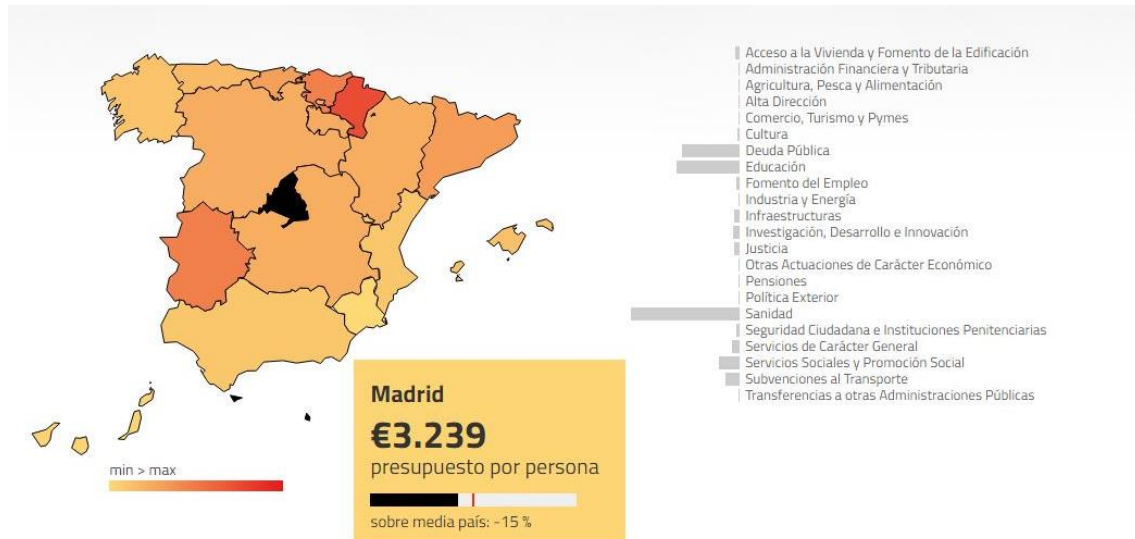 Acceso a la Vivienda y Fomento de la Edificación
Administración Financiera y Tributaria
Agricultura, Pesca y Alimentación
Alta Dirección
Comercio, Turismo y Pymes
Cultura
Deuda Pública
Educación
Fomento del Empleo
Industria y Energía
Infraestructuras
Investigación, Desarrollo e Innovación
Justicia
Otras Actuaciones de Carácter Económico
Pensiones
Política Exterior
Sanidad
Seguridad Ciudadana e Instituciones Penitenciarias
Servicios de Carácter General
Servicios Sociales y Promoción Social
Subvenciones al Transporte
Transferencias a otras Administraciones Públicas
min > max
Madrid
€3.239
presupuesto por persona
sobre media país: -15 %